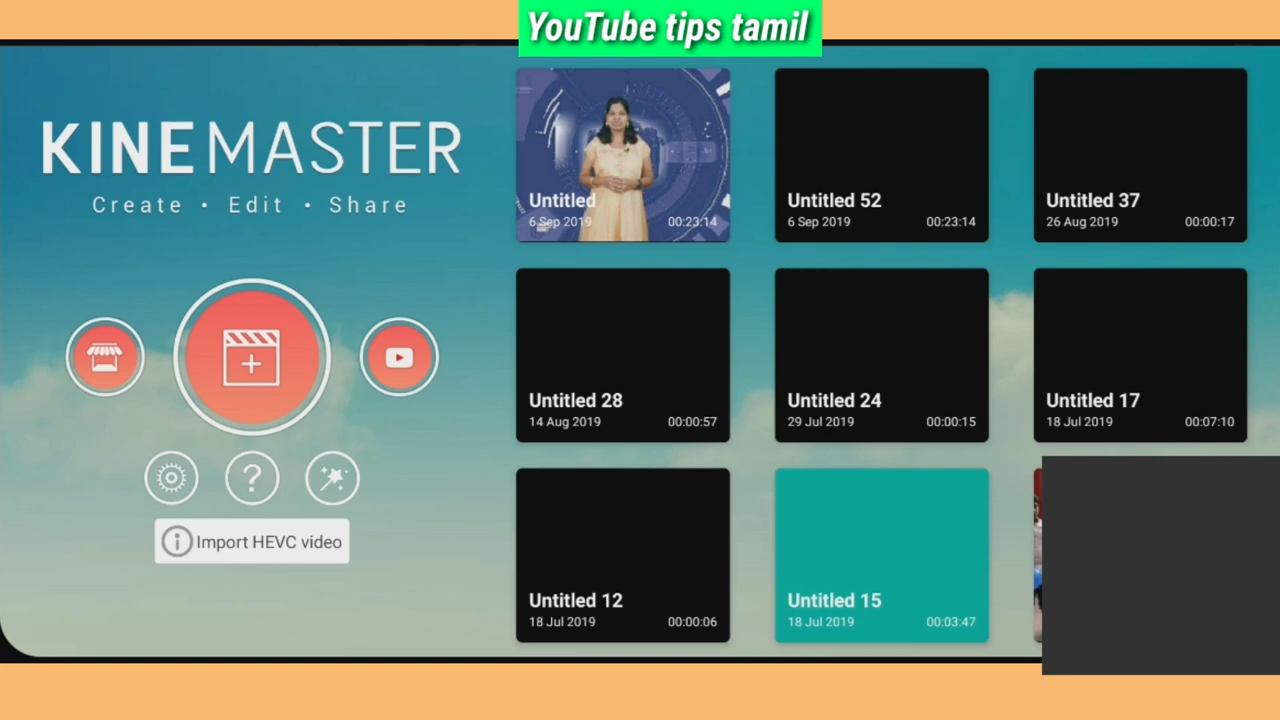 YouTube tips tamil
KINEMASTER
Create • Edit • Share
Import HEVC video
Untitled
6 Sep 2019 00:23:14
Untitled 52
6 Sep 2019 00:23:14
Untitled 37
26 Aug 2019 00:00:17
Untitled 28
14 Aug 2019 00:00:57
Untitled 24
29 Jul 2019 00:00:15
Untitled 17
18 Jul 2019 00:07:10
Untitled 12
18 Jul 2019 00:00:06
Untitled 15
18 Jul 2019 00:03:47